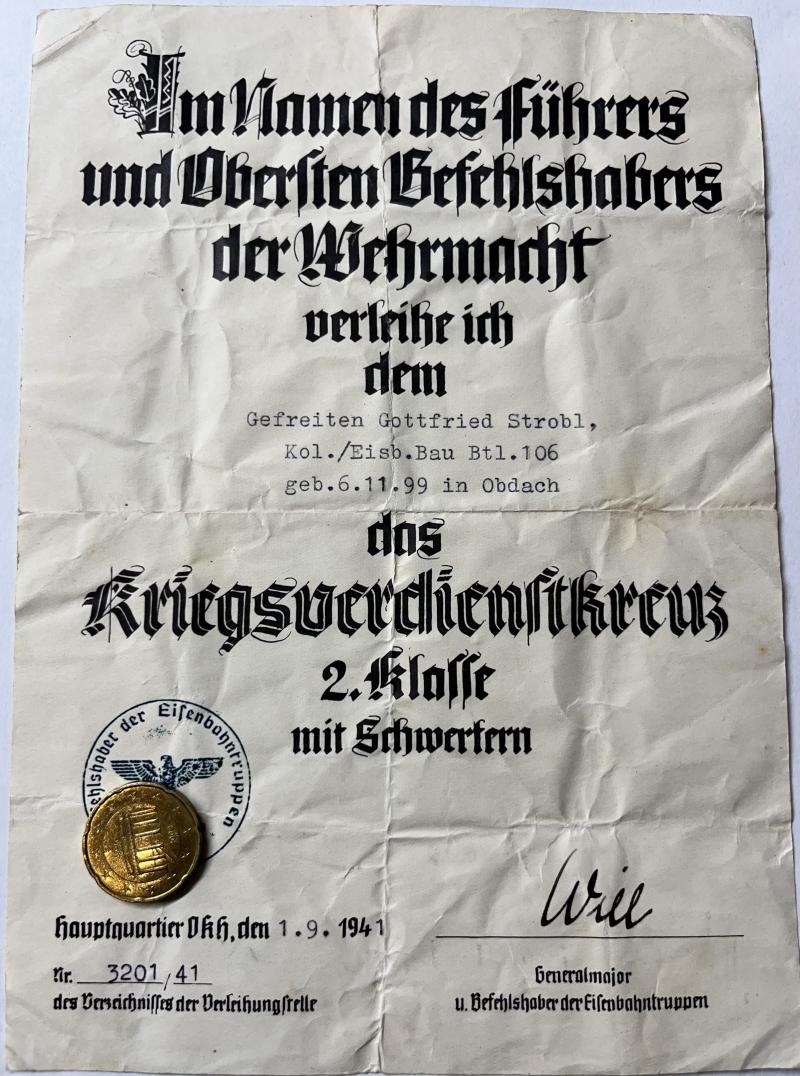 Im Namen des Führers
und Obersten Befehlshabers
der Wehrmacht
verleihe ich
dem
Gefreiten Gottfried Strobl,
Kol./Eisb.Bau Btl.106
geb.6.11.99 in Obdach
das
Kriegsverdienstkreuz
2. Klasse
mit Schwertern
der Eisenbahntruppen
Hauptquartier OKH, den 1.9.1941
Will
Nr. 3201/41
des Verzeichnisses der Verleihungstelle
Generalmajor
u. Befehlshaber der Eisenbahntruppen